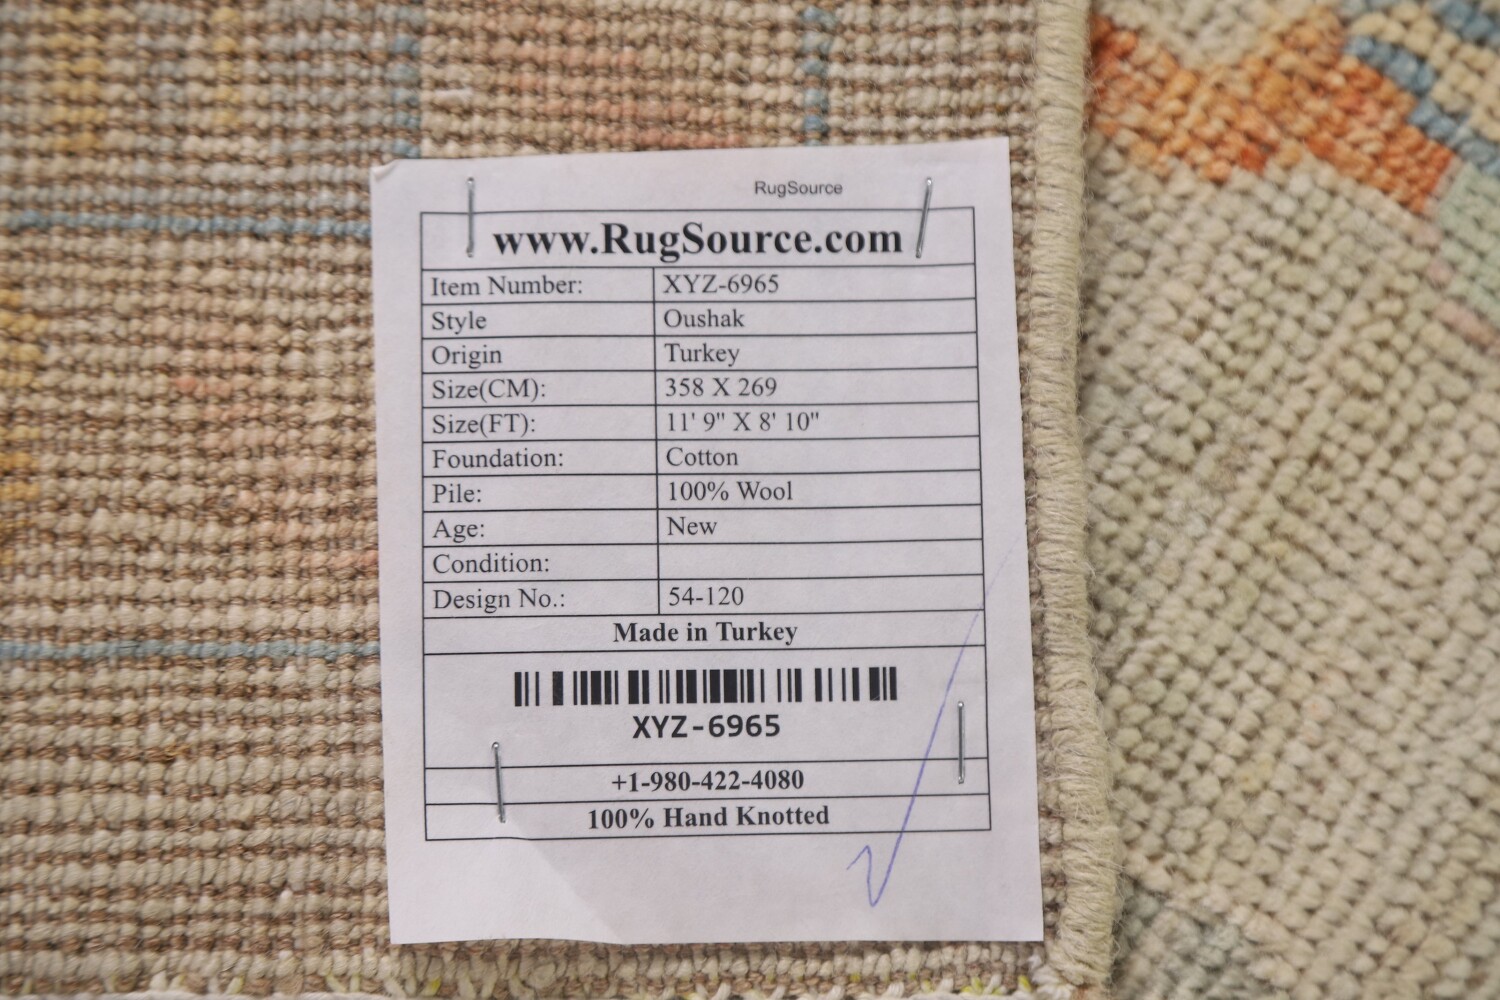 RugSource
www.RugSource.com
Item Number: XYZ-6965
Style Oushak
Origin Turkey
Size(CM): 358 X 269
Size(FT): 11' 9" X 8' 10"
Foundation: Cotton
Pile: 100% Wool
Age: New
Condition:
Design No.: 54-120
Made in Turkey
XYZ-6965
+1-980-422-4080
100% Hand Knotted